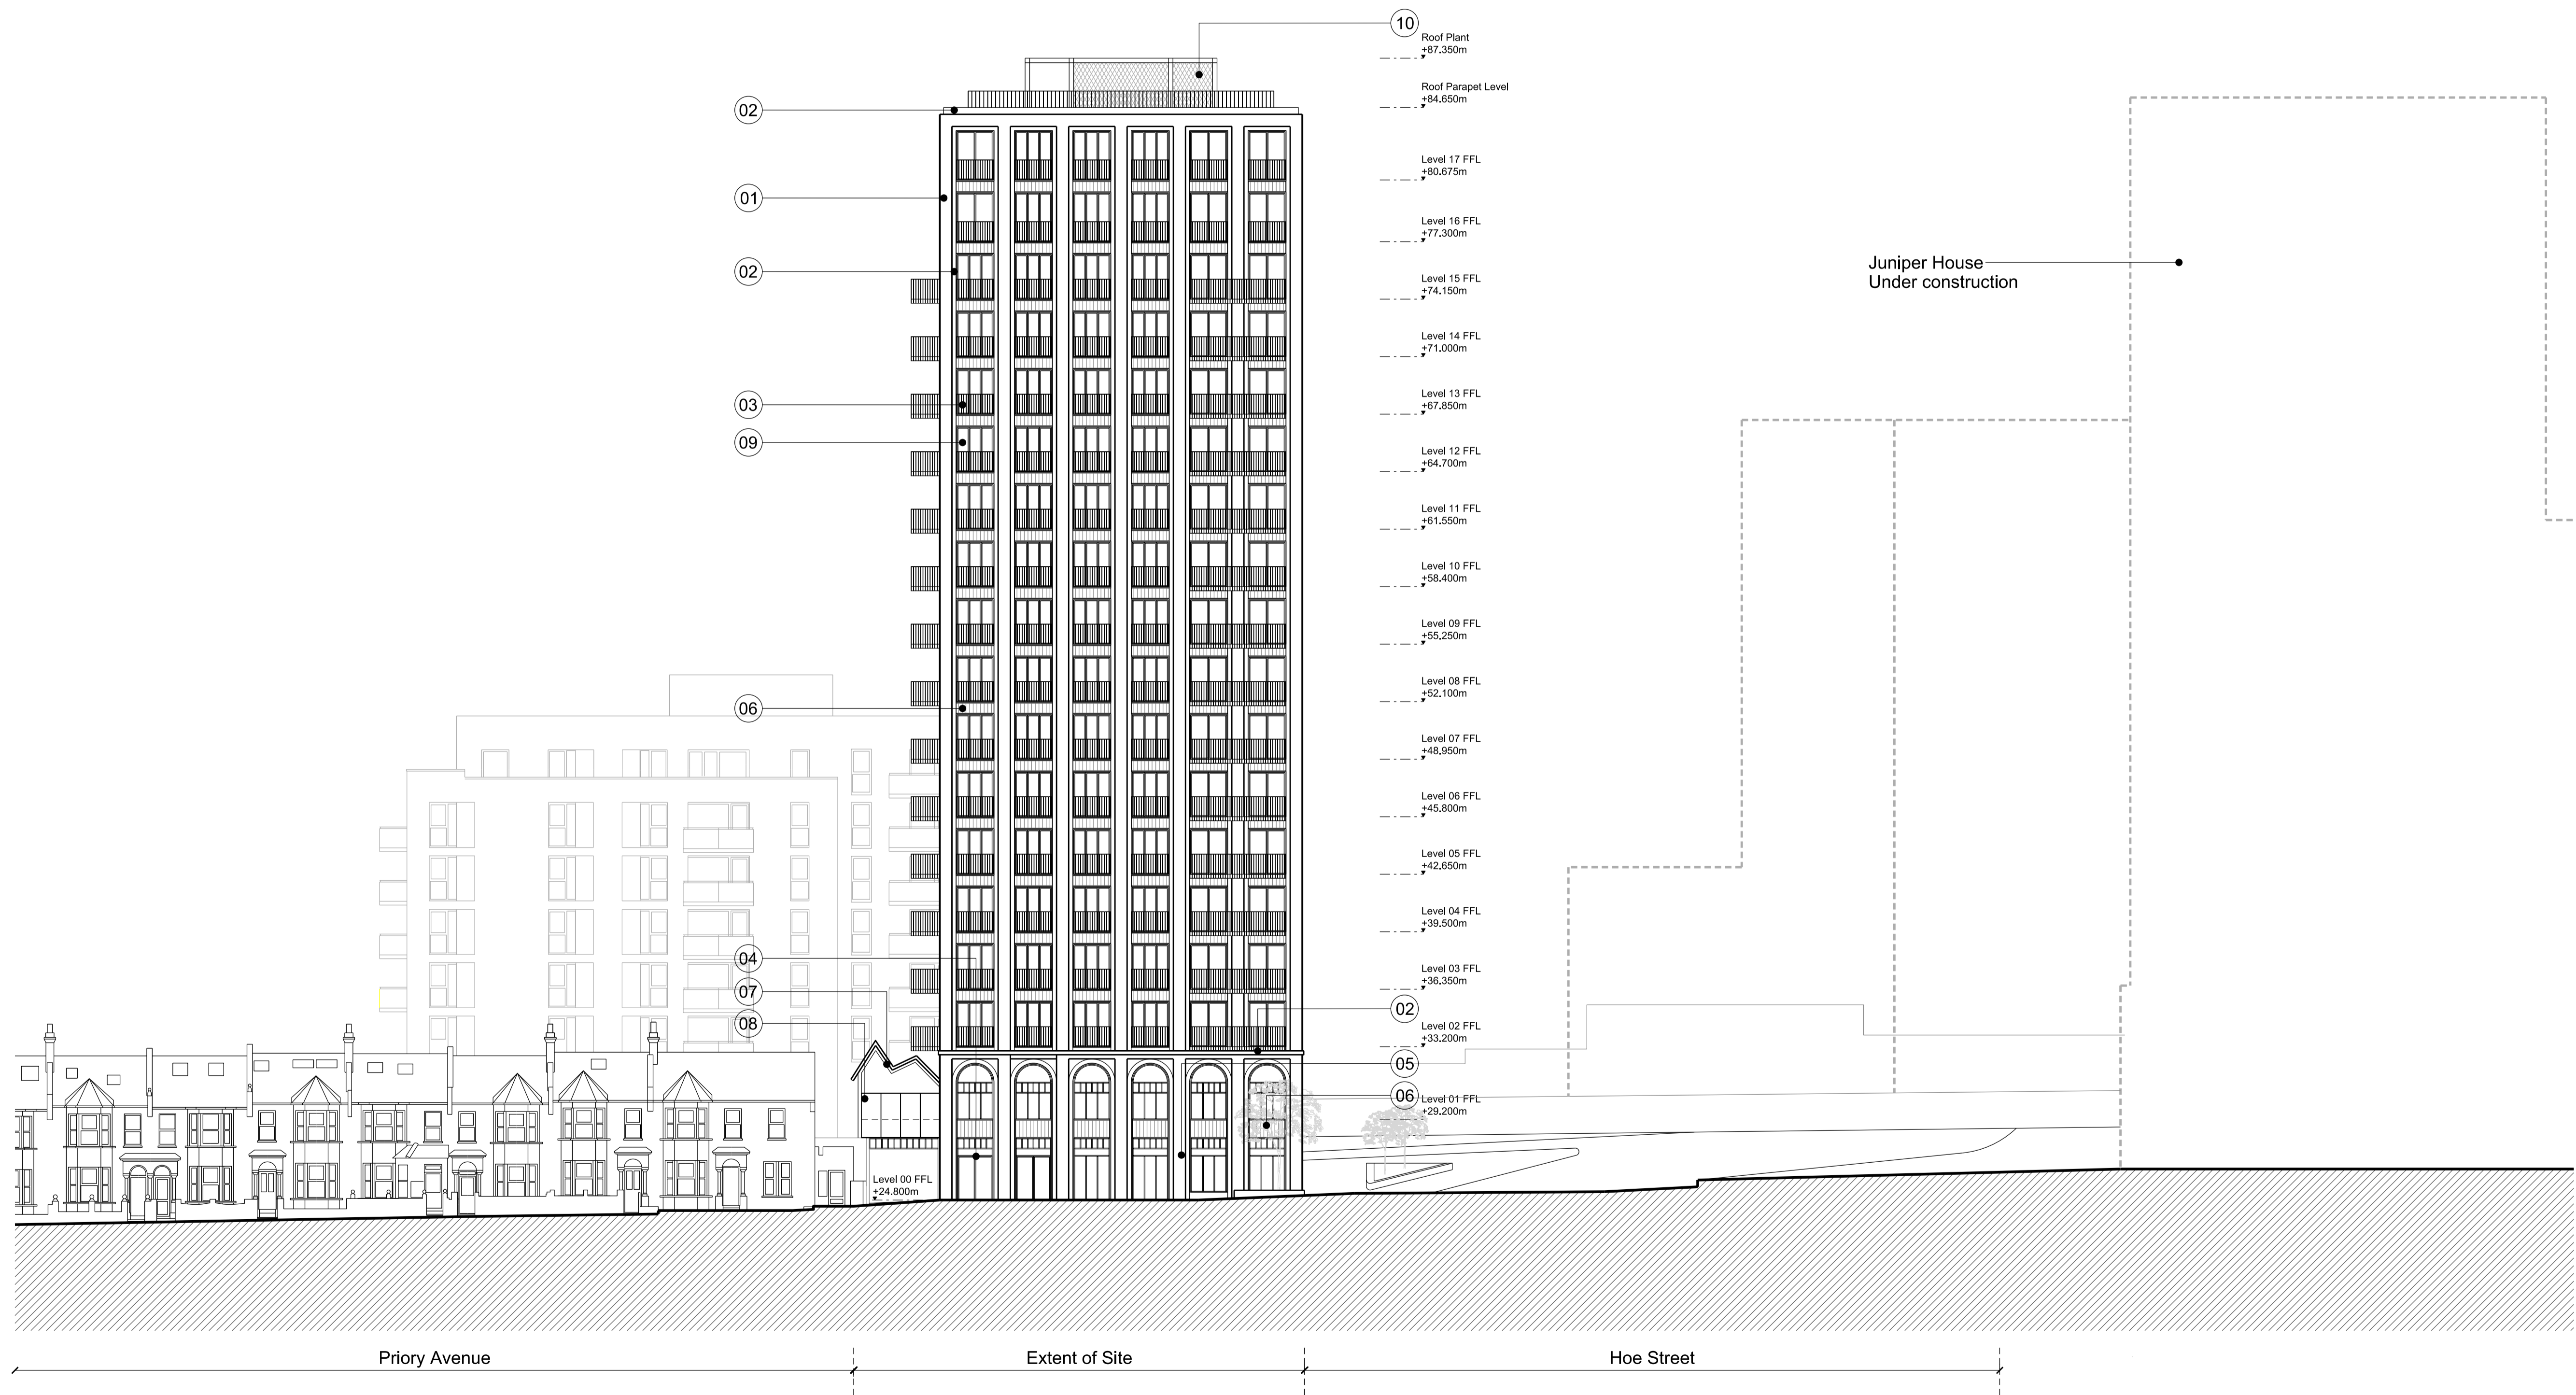 10
Roof Plant
+87.350m
Roof Parapet Level
+84.650m
02
Level 17 FFL
+80.675m
01
Level 16 FFL
+77.300m
Juniper House
Under construction
02
Level 15 FFL
+74.150m
Level 14 FFL
+71.000m
03
Level 13 FFL
+67.850m
09
Level 12 FFL
+64.700m
Level 11 FFL
+61.550m
Level 10 FFL
+58.400m
Level 09 FFL
+55.250m
Level 08 FFL
+52.100m
06
Level 07 FFL
+48.950m
Level 06 FFL
+45.800m
Level 05 FFL
+42.650m
Level 04 FFL
+39.500m
04
Level 03 FFL
+36.350m
07
02
08
Level 02 FFL
+33.200m
05
06
Level 01 FFL
+29.200m
Level 00 FFL
+24.800m
Priory Avenue
Extent of Site
Hoe Street